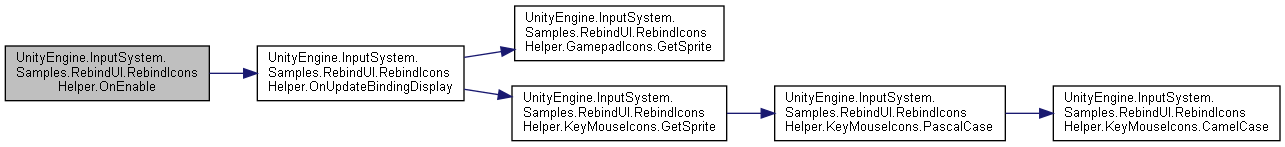 UnityEngine.InputSystem.
Samples.RebindUI.RebindIcons
Helper.OnEnable
UnityEngine.InputSystem.
Samples.RebindUI.RebindIcons
Helper.OnUpdateBindingDisplay
UnityEngine.InputSystem.
Samples.RebindUI.RebindIcons
Helper.GamepadIcons.GetSprite
UnityEngine.InputSystem.
Samples.RebindUI.RebindIcons
Helper.KeyMouseIcons.GetSprite
UnityEngine.InputSystem.
Samples.RebindUI.RebindIcons
Helper.KeyMouseIcons.PascalCase
UnityEngine.InputSystem.
Samples.RebindUI.RebindIcons
Helper.KeyMouseIcons.CamelCase